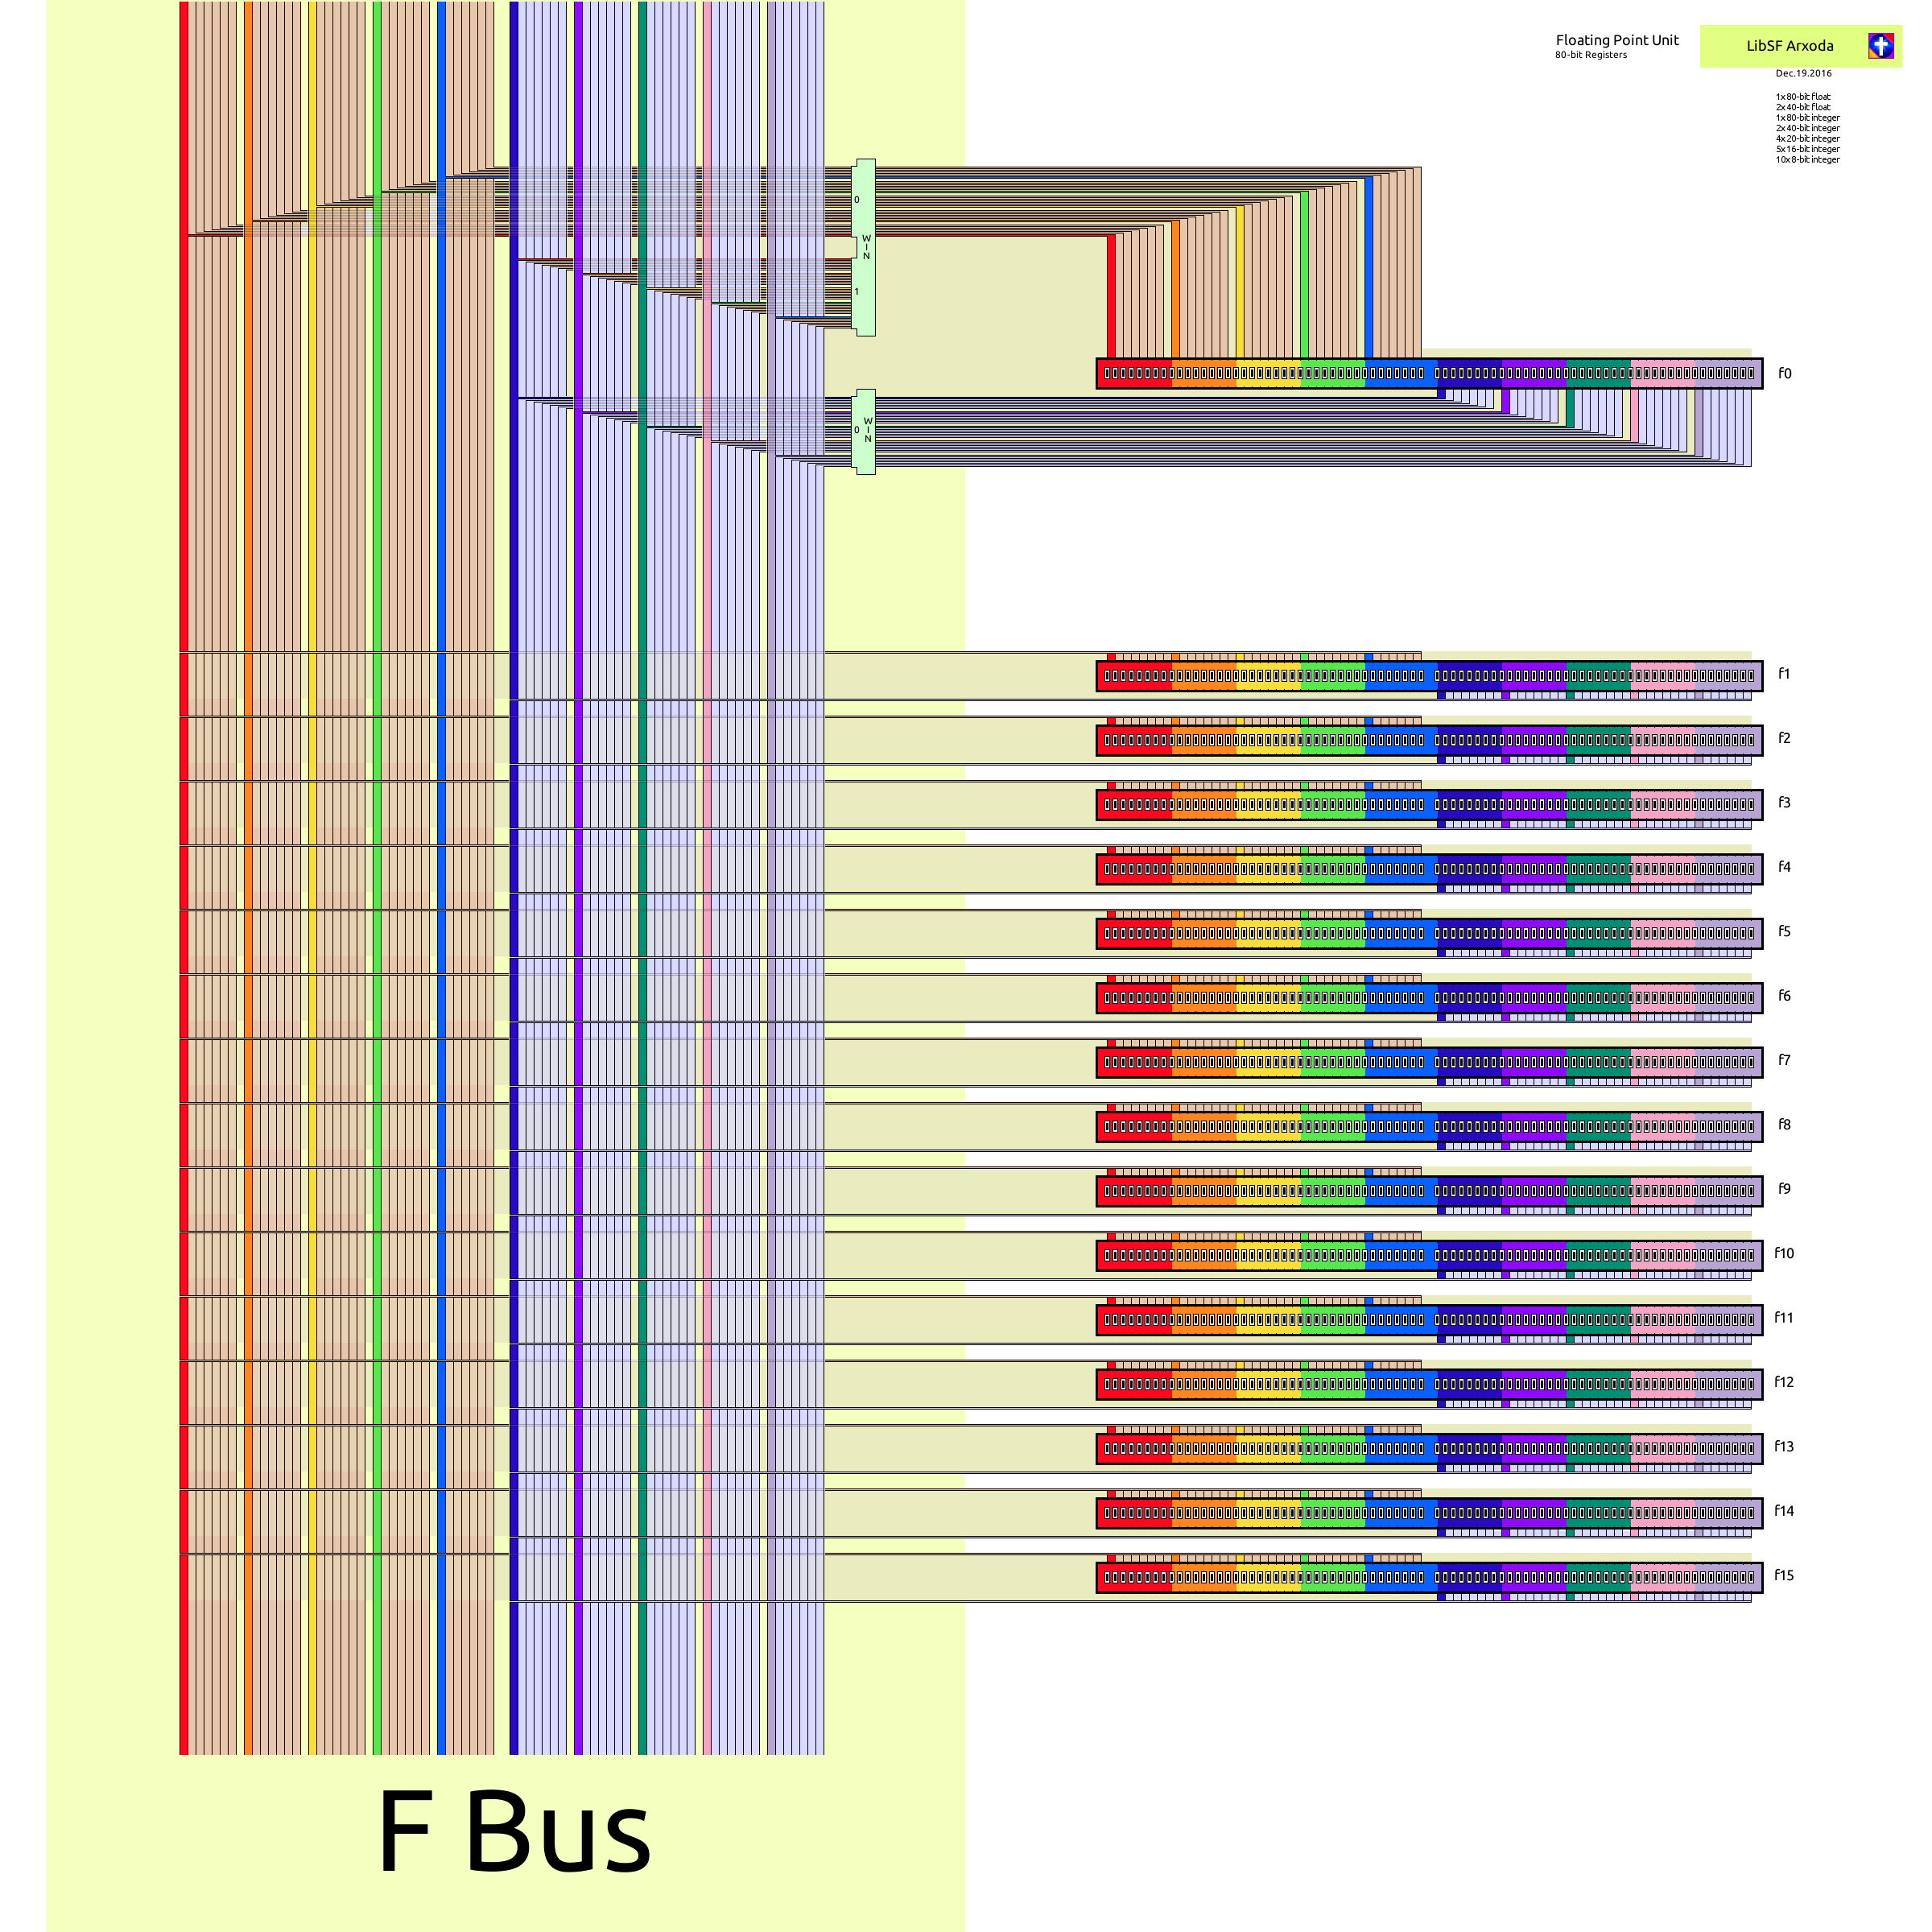 Floating Point Unit
80-bit Registers
LibSF Arxoda
Dec.19.2016
1x80-bit float
2x40-bit float
1x80-bit integer
2x40-bit integer
4x20-bit integer
5x16-bit integer
10x8-bit integer
0
WIN
1
f0
0
WIN
f1
f2
f3
f4
f5
f6
f7
f8
f9
f10
f11
f12
f13
f14
f15
F Bus